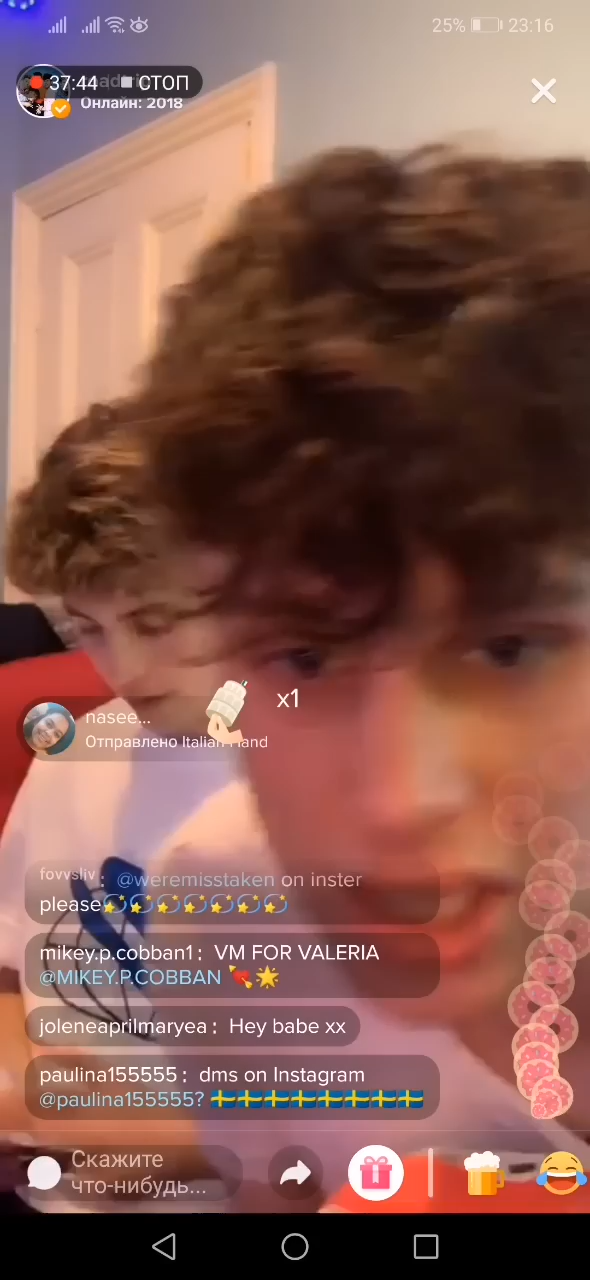 25% 23:16
37:44 СТОП
Онлайн: 2018
x1
nasee...
Отправлено Italian Hand
fovvsljv: @weremisstaken on inster
please
mikey.p.cobban1: VM FOR VALERIA
@MIKEY.P.COBBAN
joleneaprilmaryea: Hey babe xx
paulina155555: dms on Instagram
@paulina155555?
Скажите
что-нибудь...